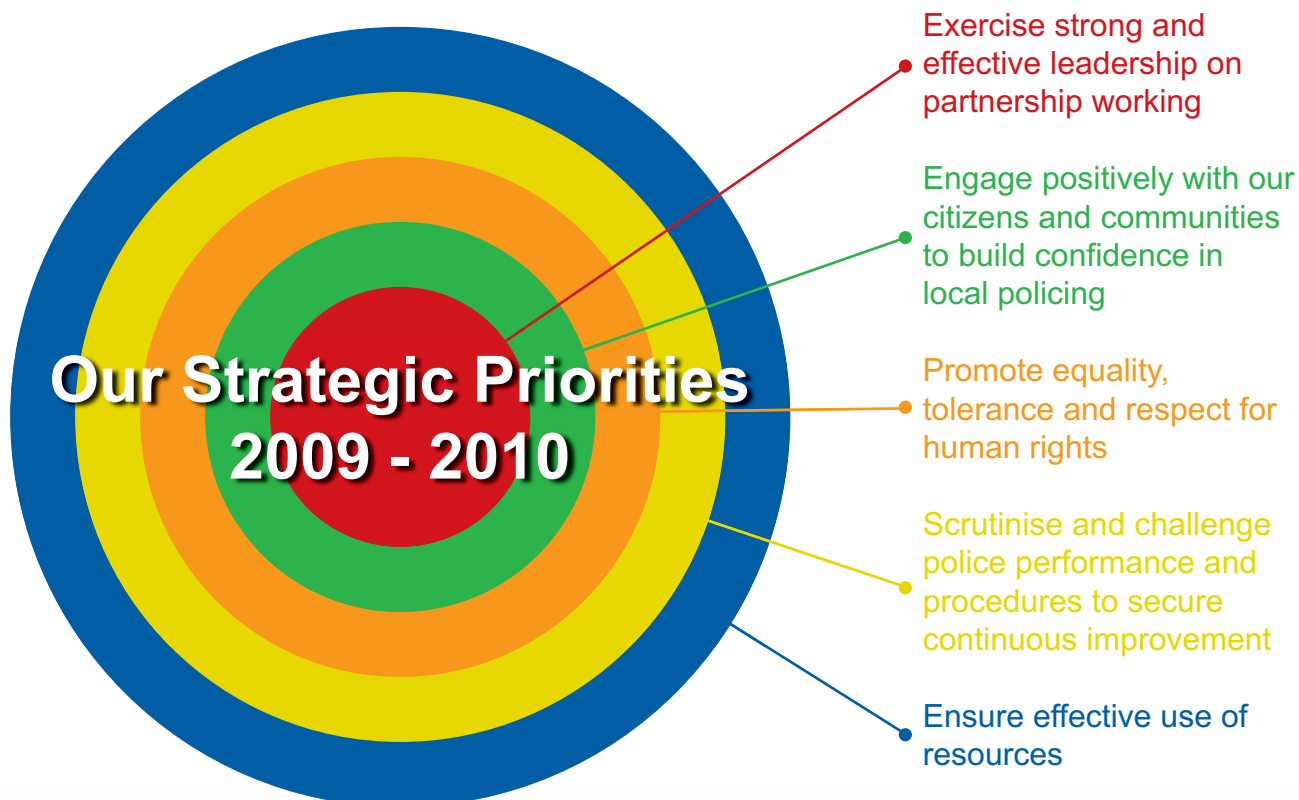 Our Strategic Priorities
2009 - 2010
Exercise strong and
effective leadership on
partnership working
Engage positively with our
citizens and communities
to build confidence in
local policing
Promote equality,
tolerance and respect for
human rights
Scrutinise and challenge
police performance and
procedures to secure
continuous improvement
Ensure effective use of
resources